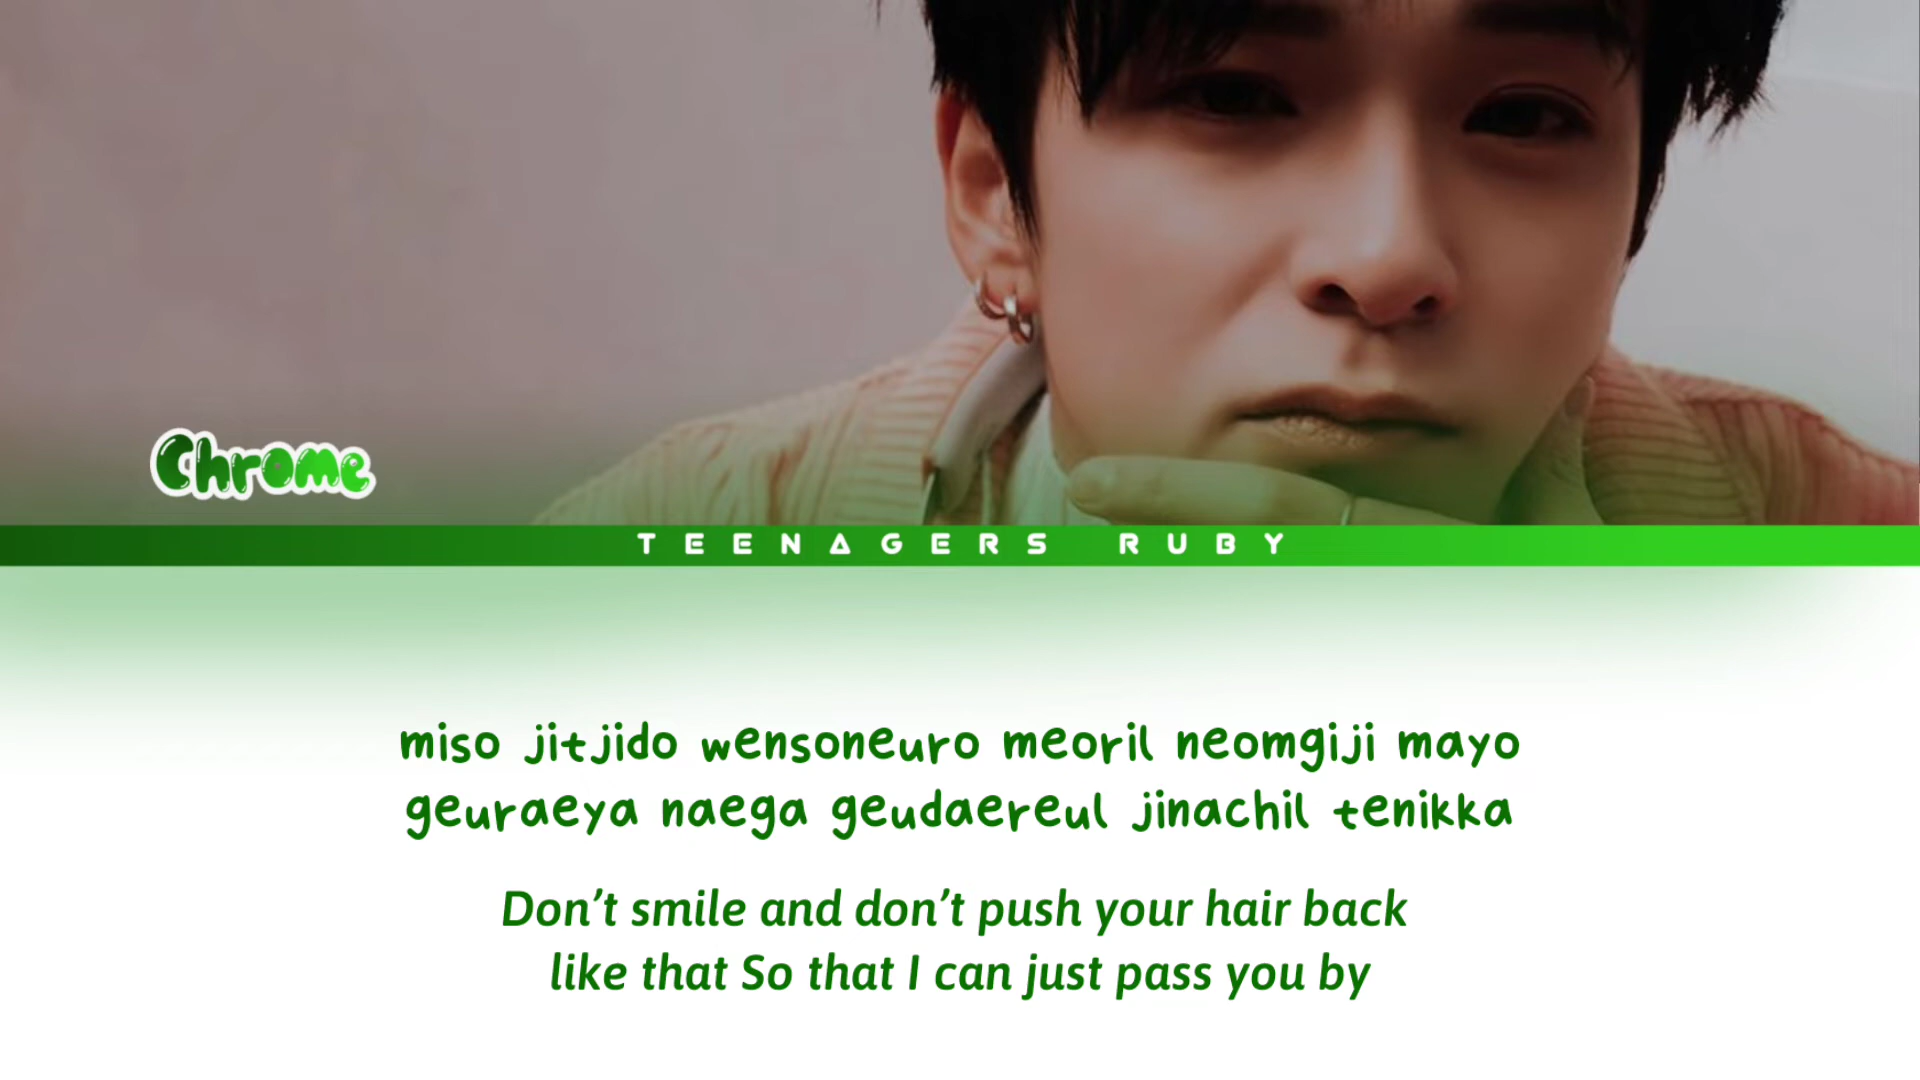 Chrome
TEENAGERS RUBY
miso jitjido wensoneuro meoril neomgiji mayo
geuraeya naega geudaereul jinachil tenikka
Don’t smile and don’t push your hair back
like that So that I can just pass you by